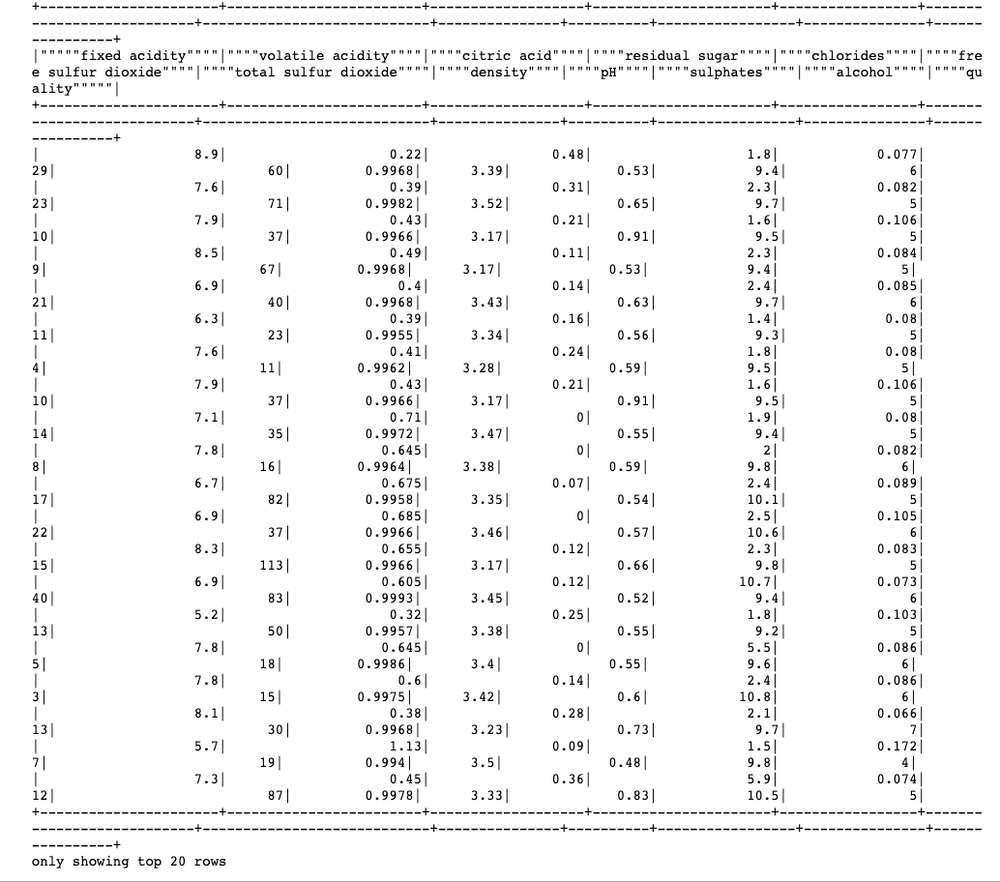 +----------------------+------------------------+-------------------+----------------------+-----------------+------
--------------------+----------------------------+---------------+----------+-----------------+---------------+------
----------+
|"""""fixed acidity""""|""""volatile acidity""""|""""citric acid""""|""""residual sugar""""|""""chlorides""""|""""fre
e sulfur dioxide""""|""""total sulfur dioxide""""|""""density""""|""""pH""""|""""sulphates""""|""""alcohol""""|""""qu
ality"""""|
+----------------------+------------------------+-------------------+----------------------+-----------------+------
--------------------+----------------------------+---------------+----------+-----------------+---------------+------
----------+
| 8.9| 0.22| 0.48| 1.8| 0.077|
29| 60| 0.9968| 3.39| 0.53| 9.4| 6|
| 7.6| 0.39| 0.31| 2.3| 0.082|
23| 71| 0.9982| 3.52| 0.65| 9.7| 5|
| 7.9| 0.43| 0.21| 1.6| 0.106|
10| 37| 0.9966| 3.17| 0.91| 9.5| 5|
| 8.5| 0.49| 0.11| 2.3| 0.084|
9| 67| 0.9968| 3.17| 0.53| 9.4| 5|
| 6.9| 0.4| 0.14| 2.4| 0.085|
21| 40| 0.9968| 3.43| 0.63| 9.7| 6|
| 6.3| 0.39| 0.16| 1.4| 0.08|
11| 23| 0.9955| 3.34| 0.56| 9.3| 5|
| 7.6| 0.41| 0.24| 1.8| 0.08|
4| 11| 0.9962| 3.28| 0.59| 9.5| 5|
| 7.9| 0.43| 0.21| 1.6| 0.106|
10| 37| 0.9966| 3.17| 0.91| 9.5| 5|
| 7.1| 0.71| 0| 1.9| 0.08|
14| 35| 0.9972| 3.47| 0.55| 9.4| 5|
| 7.8| 0.645| 0| 2| 0.082|
8| 16| 0.9964| 3.38| 0.59| 9.8| 6|
| 6.7| 0.675| 0.07| 2.4| 0.089|
17| 82| 0.9958| 3.35| 0.54| 10.1| 5|
| 6.9| 0.685| 0| 2.5| 0.105|
22| 37| 0.9966| 3.46| 0.57| 10.6| 6|
| 8.3| 0.655| 0.12| 2.3| 0.083|
15| 113| 0.9966| 3.17| 0.66| 9.8| 5|
| 6.9| 0.605| 0.12| 10.7| 0.073|
40| 83| 0.9993| 3.45| 0.52| 9.4| 6|
| 5.2| 0.32| 0.25| 1.8| 0.103|
13| 50| 0.9957| 3.38| 0.55| 9.2| 5|
| 7.8| 0.645| 0| 5.5| 0.086|
5| 18| 0.9986| 3.4| 0.55| 9.6| 6|
| 7.8| 0.6| 0.14| 2.4| 0.086|
3| 15| 0.9975| 3.42| 0.6| 10.8| 6|
| 8.1| 0.38| 0.28| 2.1| 0.066|
13| 30| 0.9968| 3.23| 0.73| 9.7| 7|
| 5.7| 1.13| 0.09| 1.5| 0.172|
7| 19| 0.994| 3.5| 0.48| 9.8| 4|
| 7.3| 0.45| 0.36| 5.9| 0.074|
12| 87| 0.9978| 3.33| 0.83| 10.5| 5|
+----------------------+------------------------+-------------------+----------------------+-----------------+------
--------------------+----------------------------+---------------+----------+-----------------+---------------+------
----------+
only showing top 20 rows